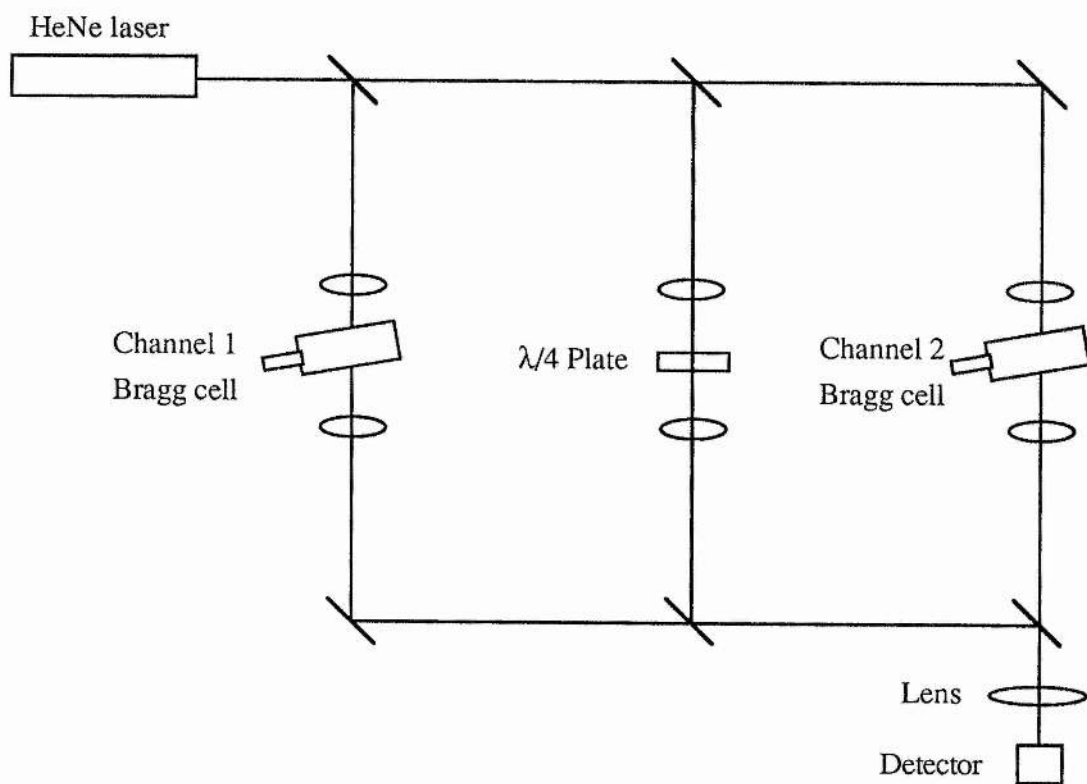 HeNe laser
Channel 1
Bragg cell
λ/4 Plate
Channel 2
Bragg cell
Lens
Detector